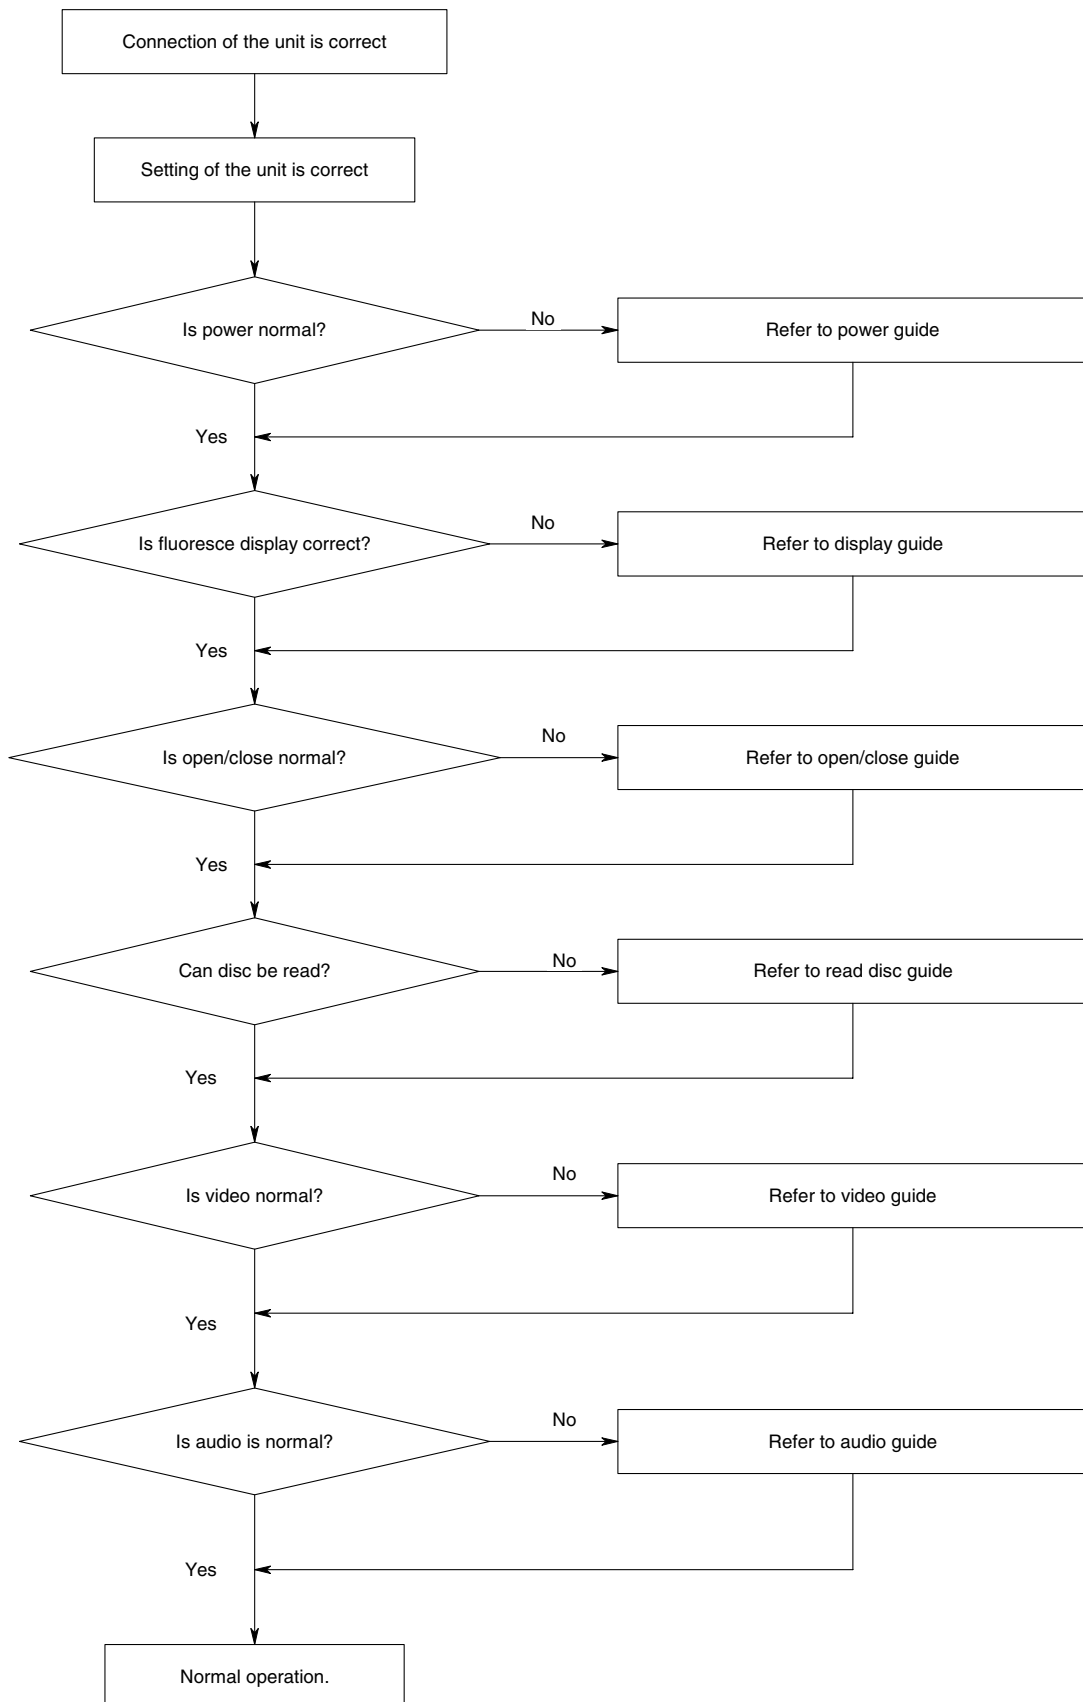 Connection of the unit is correct
Setting of the unit is correct
Is power normal?
No
Refer to power guide
Yes
Is fluoresce display correct?
No
Refer to display guide
Yes
Is open/close normal?
No
Refer to open/close guide
Yes
Can disc be read?
No
Refer to read disc guide
Yes
Is video normal?
No
Refer to video guide
Yes
Is audio is normal?
No
Refer to audio guide
Yes
Normal operation.